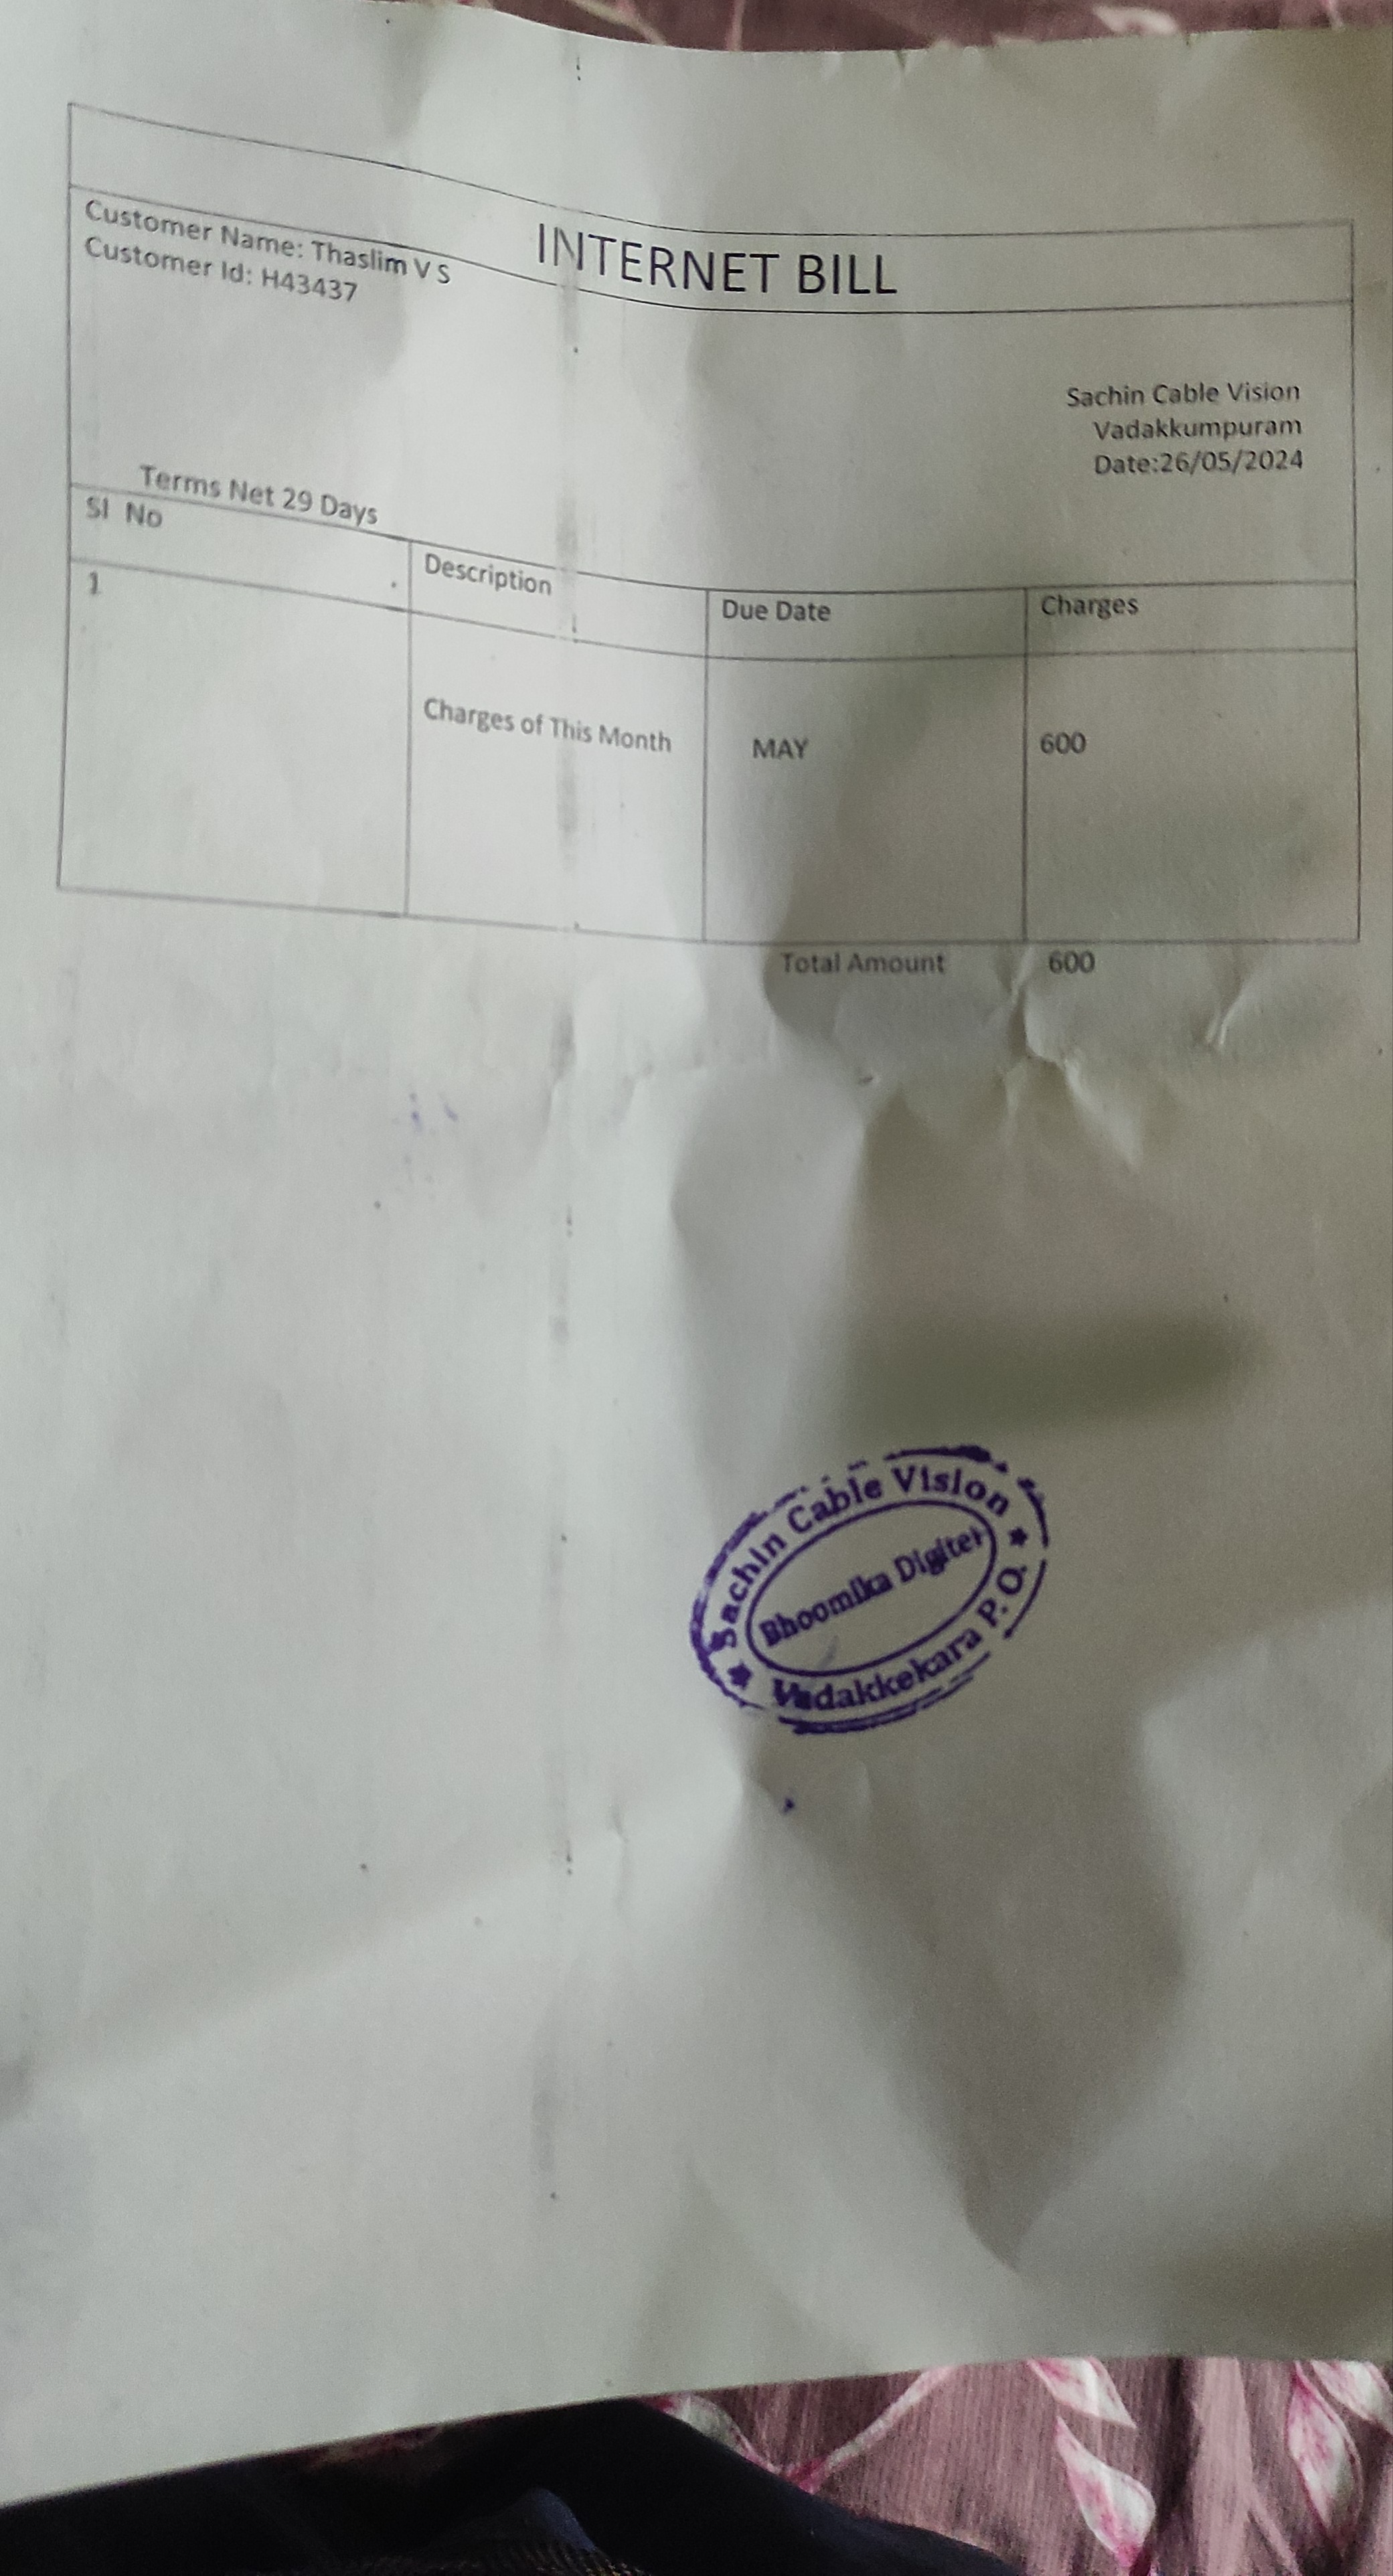 INTERNET BILL
Customer Name: Thaslim V S
Customer Id: H43437
Sachin Cable Vision
Vadakkumpuram
Date:26/05/2024
Terms Net 29 Days
Sl No Description Due Date Charges
1 Charges of This Month MAY 600
Total Amount 600
Sachin Cable Vision
Bhoomika Digitel
Vadakkekara P.O.